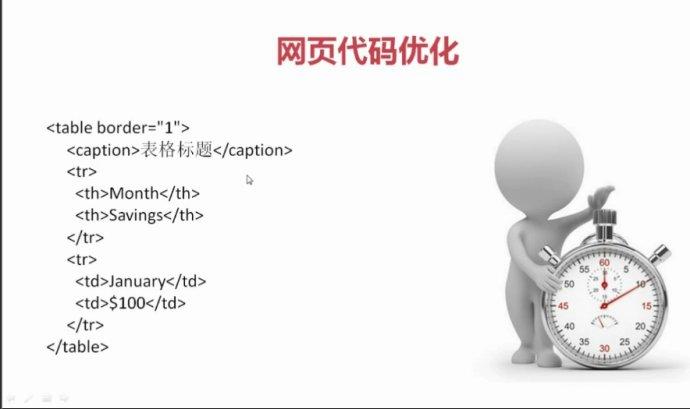 网页代码优化
<table border="1">
<caption>表格标题</caption>
<tr>
<th>Month</th>
<th>Savings</th>
</tr>
<tr>
<td>January</td>
<td>$100</td>
</tr>
</table>
60
5
10
15
20
25
30
35
40
45
50
55